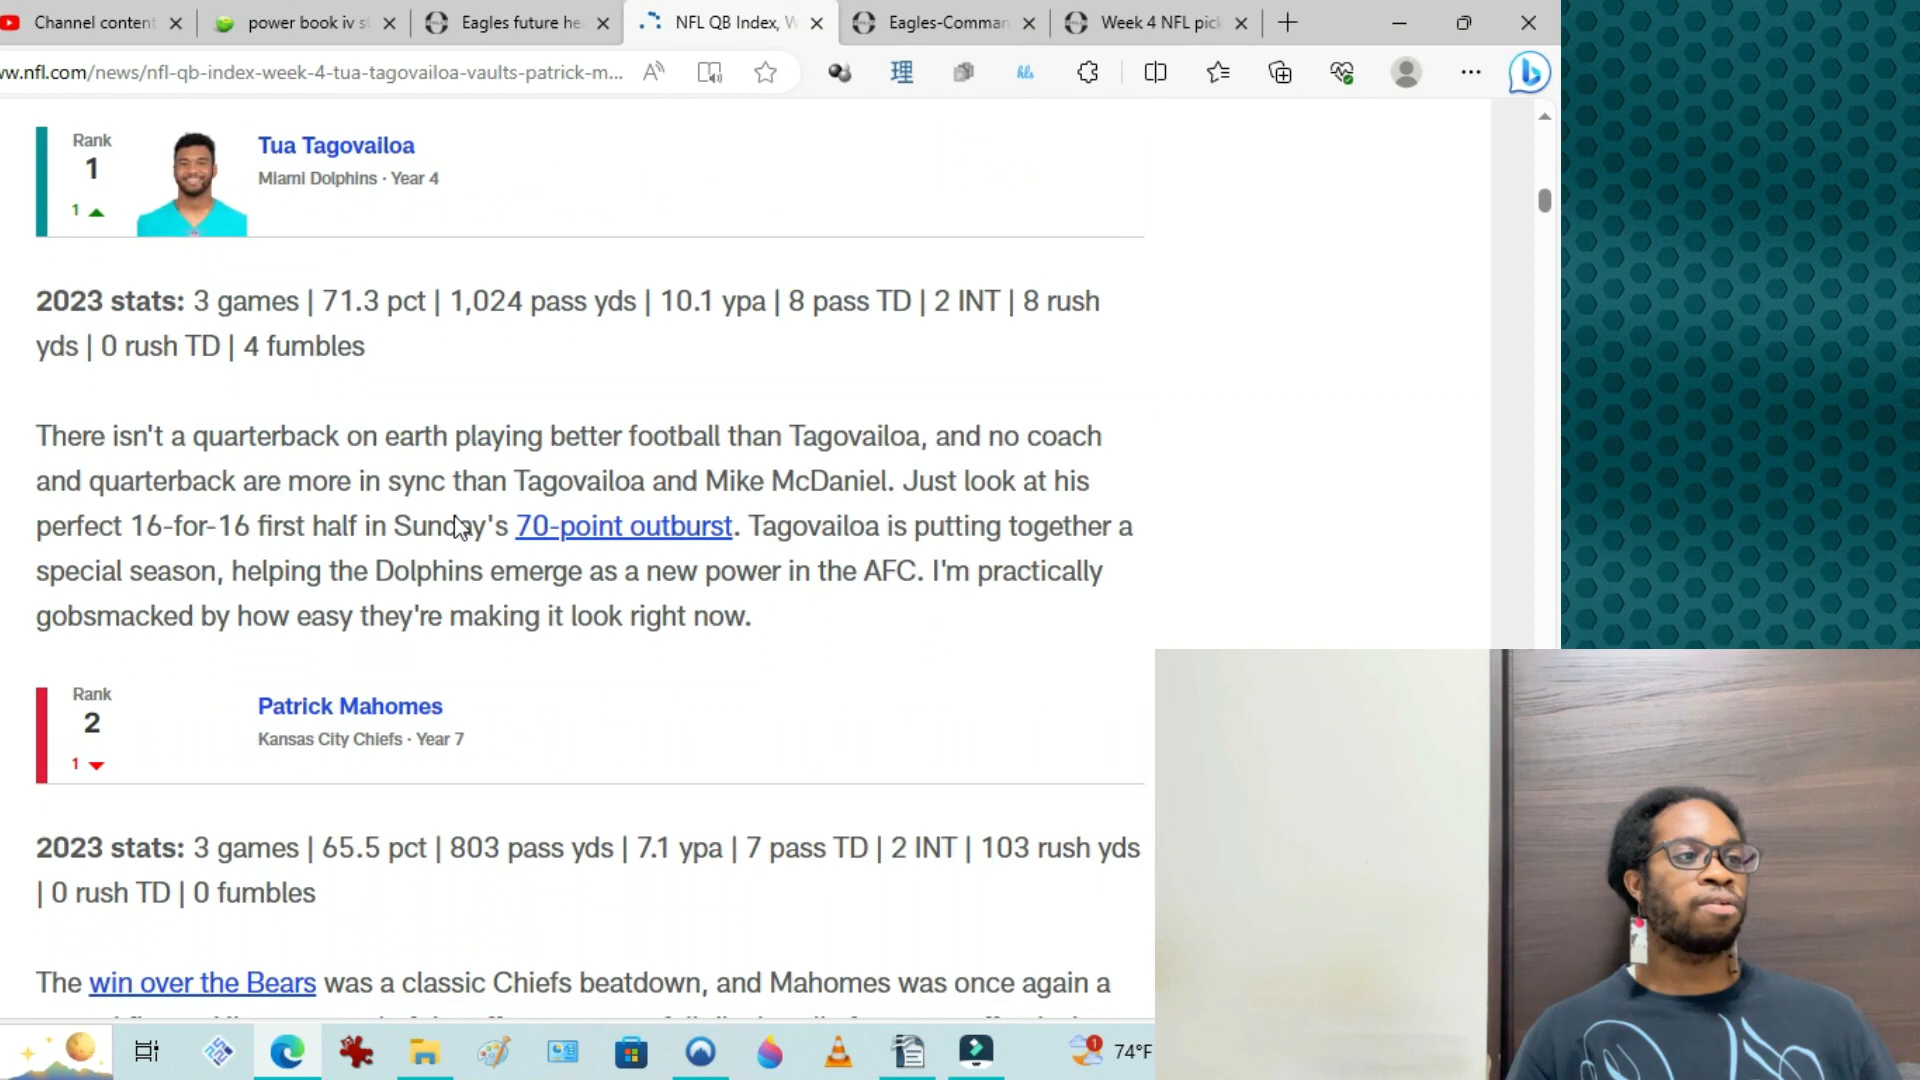 Channel content
power book iv s
Eagles future he
NFL QB Index, W
Eagles-Comman
Week 4 NFL pick
ww.nfl.com/news/nfl-qb-index-week-4-tua-tagovailoa-vaults-patrick-m...
Rank
1
1
Tua Tagovailoa
Miami Dolphins · Year 4
2023 stats: 3 games | 71.3 pct | 1,024 pass yds | 10.1 ypa | 8 pass TD | 2 INT | 8 rush
yds | 0 rush TD | 4 fumbles
There isn't a quarterback on earth playing better football than Tagovailoa, and no coach
and quarterback are more in sync than Tagovailoa and Mike McDaniel. Just look at his
perfect 16-for-16 first half in Sunday's 70-point outburst. Tagovailoa is putting together a
special season, helping the Dolphins emerge as a new power in the AFC. I'm practically
gobsmacked by how easy they're making it look right now.
Rank
2
1
Patrick Mahomes
Kansas City Chiefs · Year 7
2023 stats: 3 games | 65.5 pct | 803 pass yds | 7.1 ypa | 7 pass TD | 2 INT | 103 rush yds
| 0 rush TD | 0 fumbles
The win over the Bears was a classic Chiefs beatdown, and Mahomes was once again a
1
74°F
理
hls